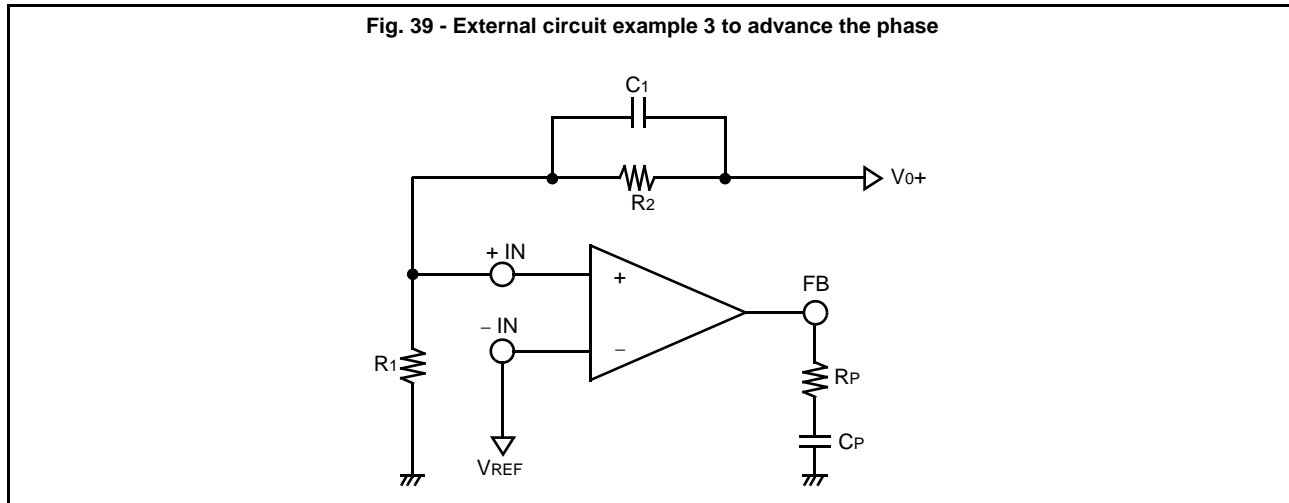 Fig. 39 - External circuit example 3 to advance the phase
C1
R2
V0+
+ IN
+
FB
− IN
−
R1
RP
CP
VREF